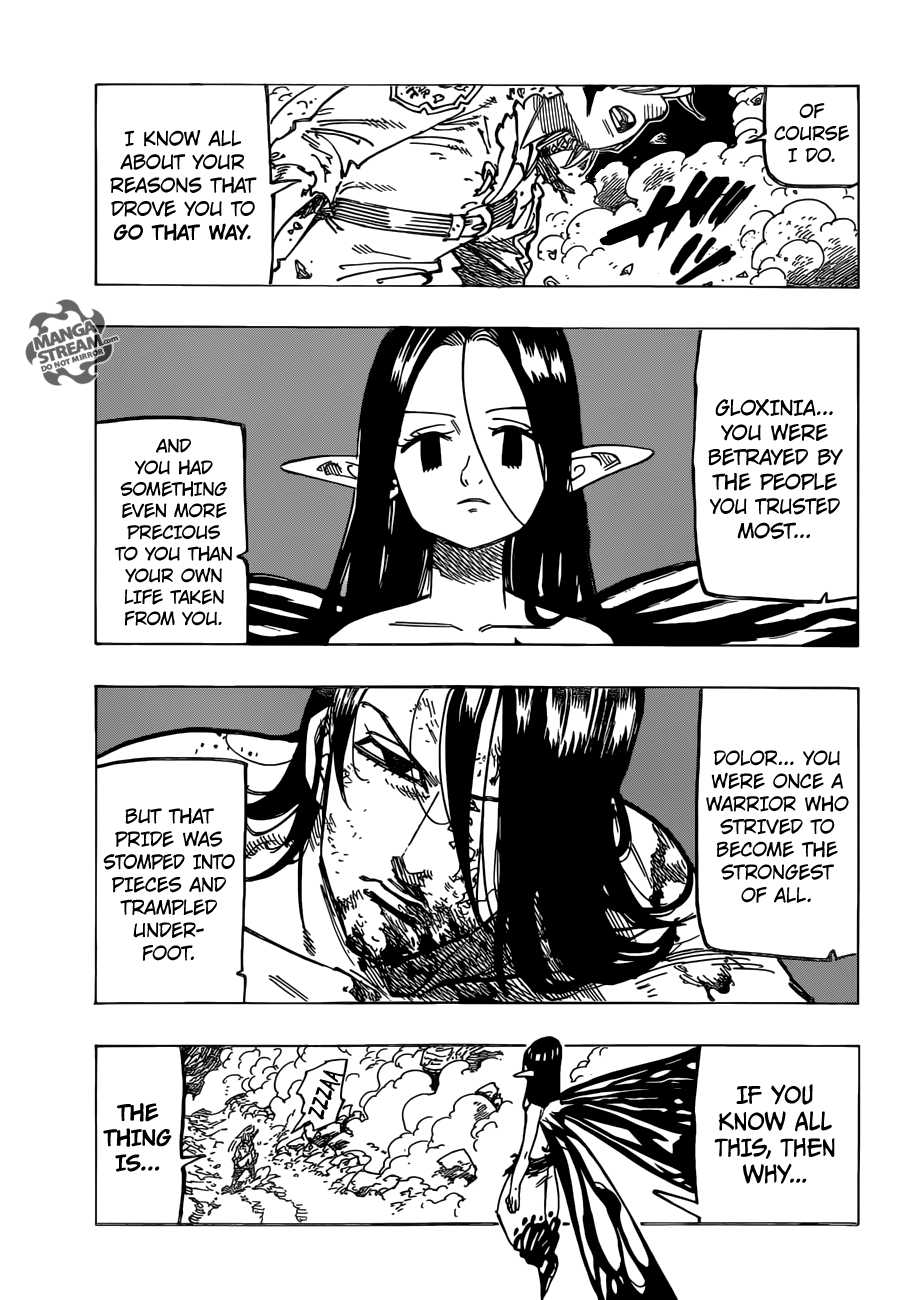 OF
COURSE
I DO.
I KNOW ALL
ABOUT YOUR
REASONS THAT
DROVE YOU TO
GO THAT WAY.
MANGA
STREAM.com
DO NOT MIRROR
GLOXINIA...
YOU WERE
BETRAYED BY
THE PEOPLE
YOU TRUSTED
MOST...
AND
YOU HAD
SOMETHING
EVEN MORE
PRECIOUS
TO YOU THAN
YOUR OWN
LIFE TAKEN
FROM YOU.
DOLOR... YOU
WERE ONCE A
WARRIOR WHO
STRIVED TO
BECOME THE
STRONGEST
OF ALL.
BUT THAT
PRIDE WAS
STOMPED INTO
PIECES AND
TRAMPLED
UNDER-
FOOT.
IF YOU
KNOW ALL
THIS, THEN
WHY...
ZZZAA
THE
THING
IS...